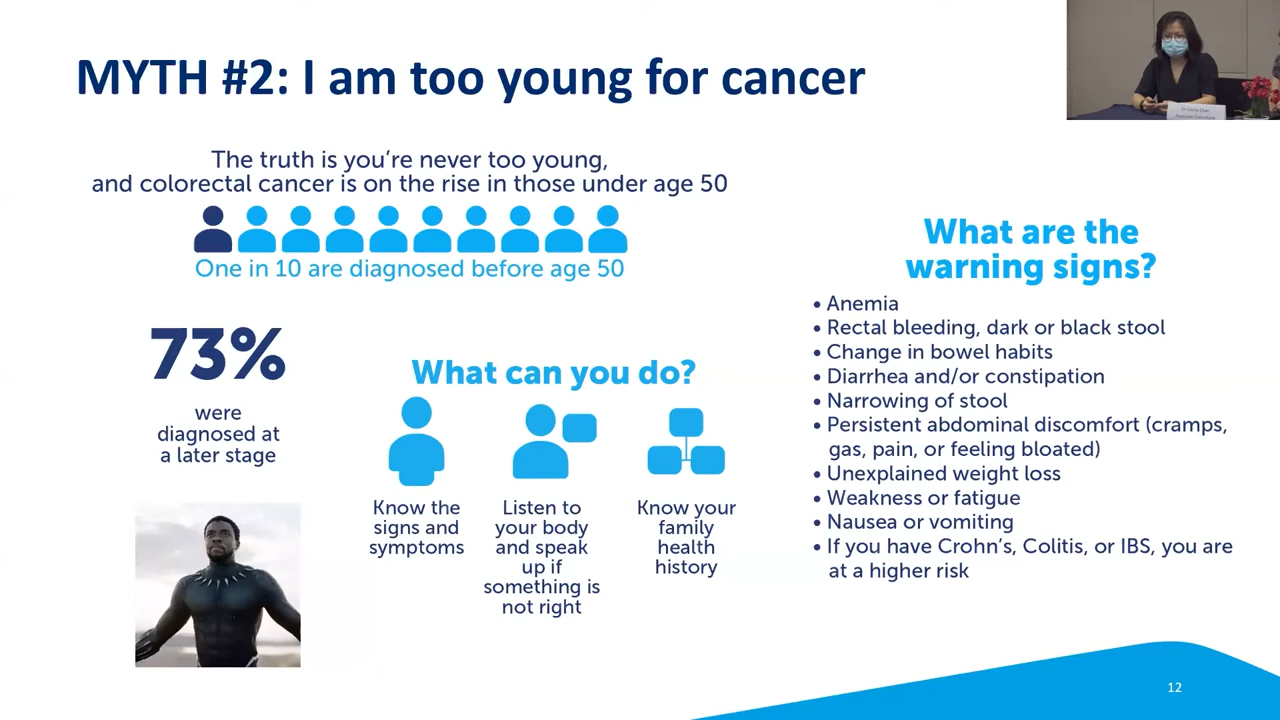 MYTH #2: I am too young for cancer
The truth is you’re never too young,
and colorectal cancer is on the rise in those under age 50
One in 10 are diagnosed before age 50
73%
were
diagnosed at
a later stage
What can you do?
Know the
signs and
symptoms
Listen to
your body
and speak
up if
something is
not right
Know your
family
health
history
What are the
warning signs?
• Anemia
• Rectal bleeding, dark or black stool
• Change in bowel habits
• Diarrhea and/or constipation
• Narrowing of stool
• Persistent abdominal discomfort (cramps,
gas, pain, or feeling bloated)
• Unexplained weight loss
• Weakness or fatigue
• Nausea or vomiting
• If you have Crohn’s, Colitis, or IBS, you are
at a higher risk
12